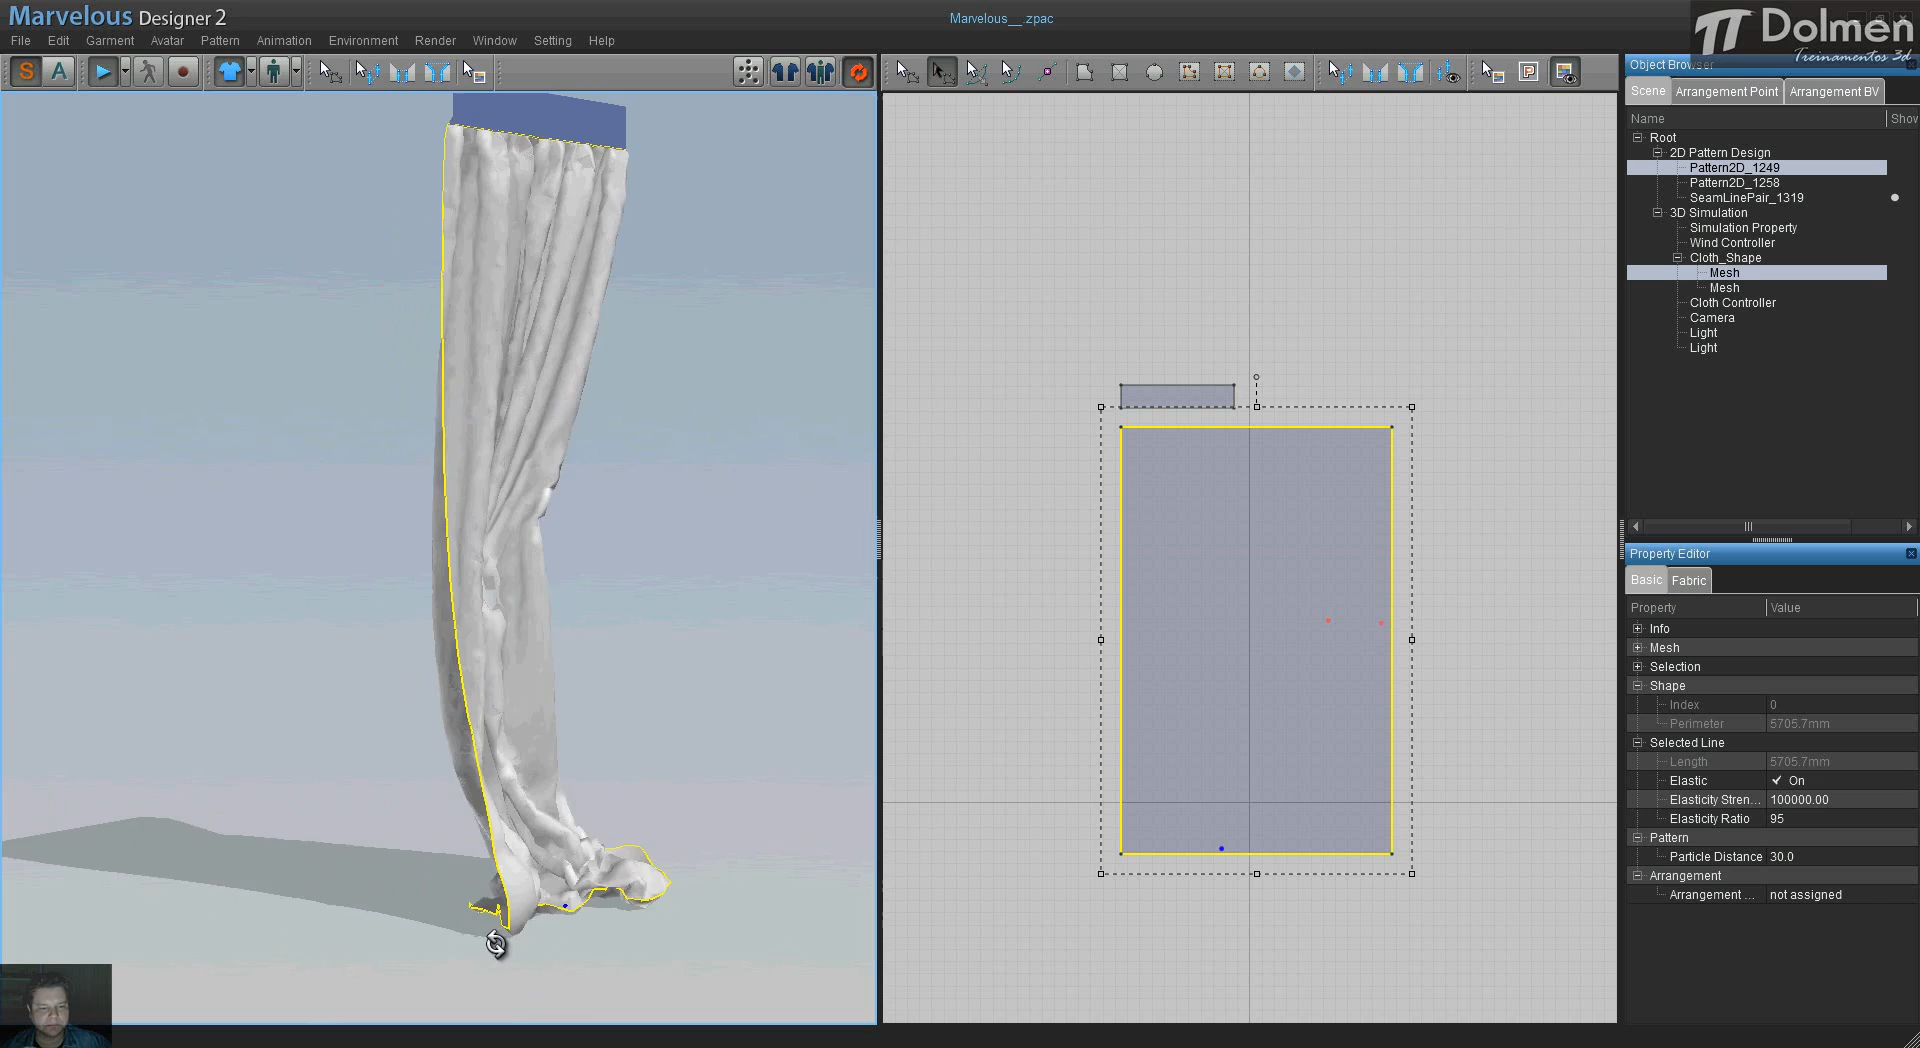 Marvelous Designer 2
Marvelous__.zpac
Dolmen
Treinamentos 3d
File Edit Garment Avatar Pattern Animation Environment Render Window Setting Help
S A
P
Object Browser
Scene Arrangement Point Arrangement BV
Name Show
Root
2D Pattern Design
Pattern2D_1249
Pattern2D_1258
SeamLinePair_1319
3D Simulation
Simulation Property
Wind Controller
Cloth_Shape
Mesh
Mesh
Cloth Controller
Camera
Light
Light
Property Editor
Basic Fabric
Property Value
Info
Mesh
Selection
Shape
Index 0
Perimeter 5705.7mm
Selected Line
Length 5705.7mm
Elastic On
Elasticity Stren... 100000.00
Elasticity Ratio 95
Pattern
Particle Distance 30.0
Arrangement
Arrangement ... not assigned